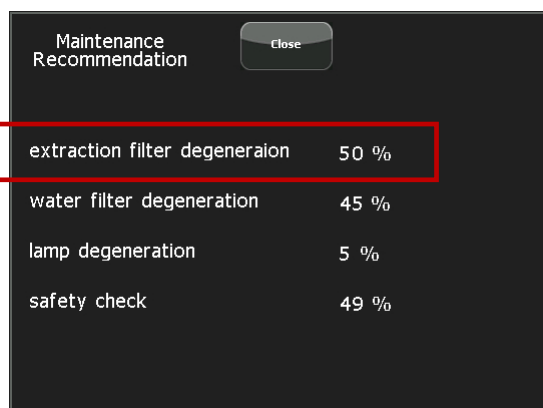 Maintenance
Recommendation
Close
extraction filter degeneraion 50 %
water filter degeneration 45 %
lamp degeneration 5 %
safety check 49 %